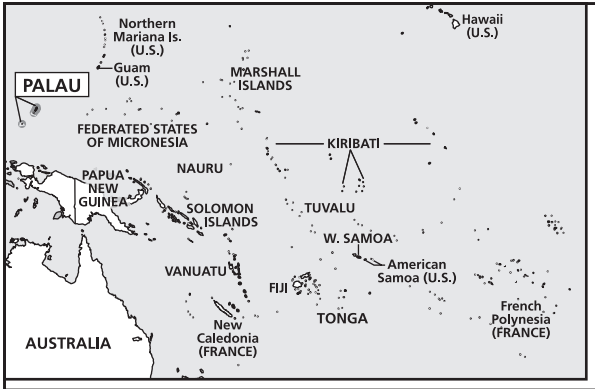 Northern
Mariana Is.
(U.S.)
Hawaii
(U.S.)
Guam
(U.S.)
PALAU
MARSHALL
ISLANDS
FEDERATED STATES
OF MICRONESIA
KIRIBATI
NAURU
PAPUA
NEW
GUINEA
SOLOMON
ISLANDS
TUVALU
W. SAMOA
American
Samoa (U.S.)
VANUATU
FIJI
TONGA
New
Caledonia
(FRANCE)
French
Polynesia
(FRANCE)
AUSTRALIA